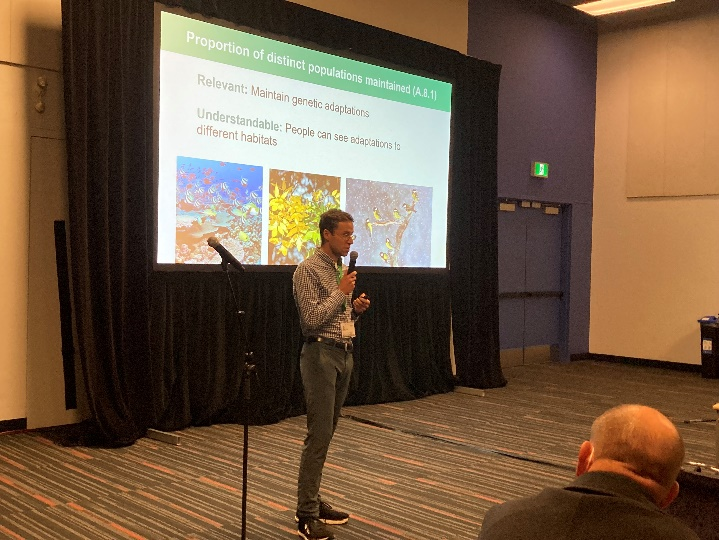 Proportion of distinct populations maintained (A.8.1)
Relevant: Maintain genetic adaptations
Understandable: People can see adaptations to
different habitats